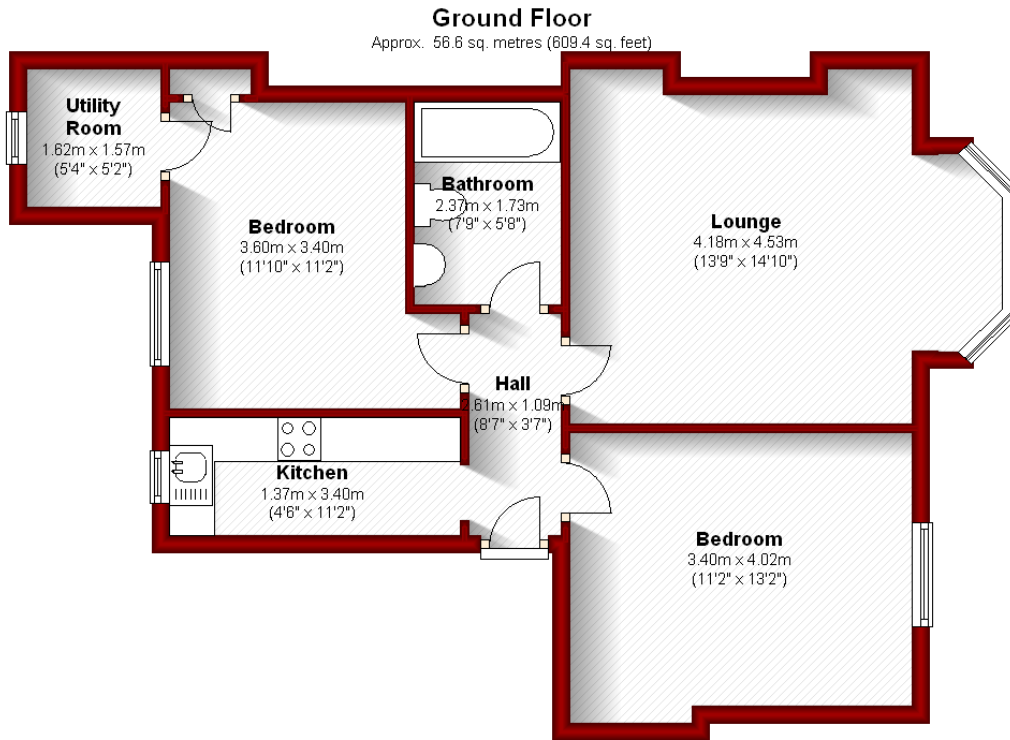 Ground Floor
Approx. 56.6 sq. metres (609.4 sq. feet)
Utility
Room
1.62m x 1.57m
(5'4" x 5'2")
Bedroom
3.60m x 3.40m
(11'10" x 11'2")
Bathroom
2.37m x 1.73m
(7'9" x 5'8")
Lounge
4.18m x 4.53m
(13'9" x 14'10")
Hall
2.61m x 1.09m
(8'7" x 3'7")
Kitchen
1.37m x 3.40m
(4'6" x 11'2")
Bedroom
3.40m x 4.02m
(11'2" x 13'2")